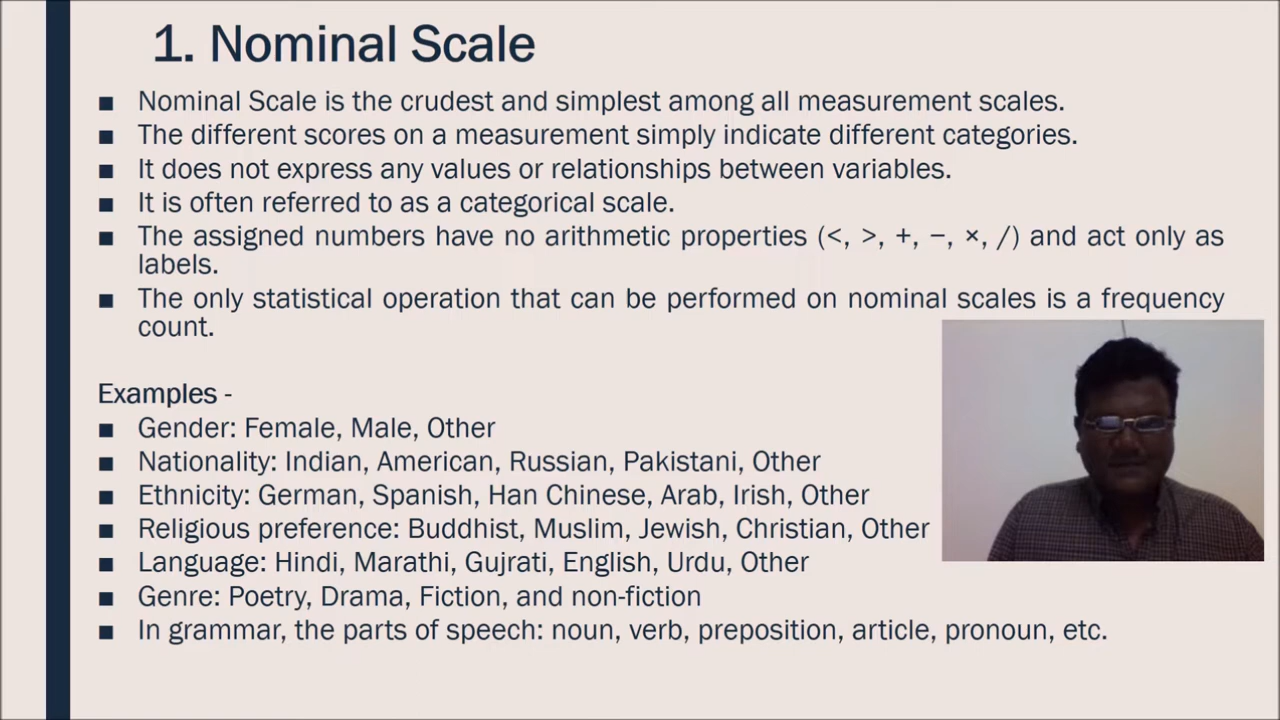 1. Nominal Scale
■ Nominal Scale is the crudest and simplest among all measurement scales.
■ The different scores on a measurement simply indicate different categories.
■ It does not express any values or relationships between variables.
■ It is often referred to as a categorical scale.
■ The assigned numbers have no arithmetic properties (<, >, +, −, ×, /) and act only as
labels.
■ The only statistical operation that can be performed on nominal scales is a frequency
count.
Examples -
■ Gender: Female, Male, Other
■ Nationality: Indian, American, Russian, Pakistani, Other
■ Ethnicity: German, Spanish, Han Chinese, Arab, Irish, Other
■ Religious preference: Buddhist, Muslim, Jewish, Christian, Other
■ Language: Hindi, Marathi, Gujrati, English, Urdu, Other
■ Genre: Poetry, Drama, Fiction, and non-fiction
■ In grammar, the parts of speech: noun, verb, preposition, article, pronoun, etc.